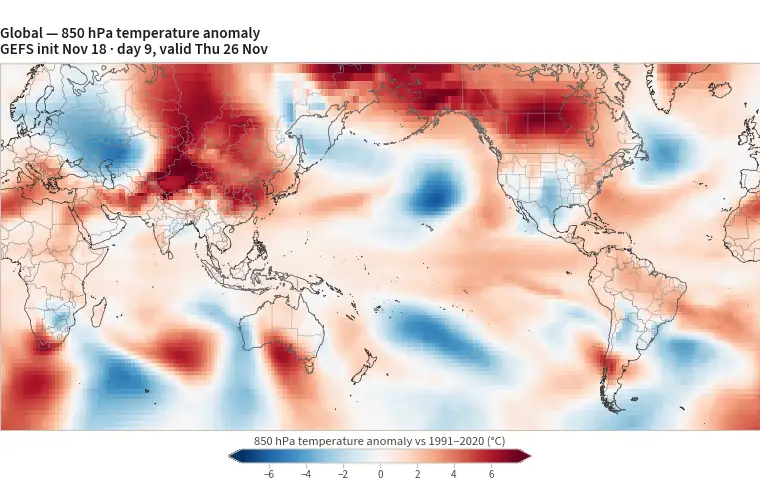 Global — 850 hPa temperature anomaly
GEFS init Nov 18 · day 9, valid Thu 26 Nov
850 hPa temperature anomaly vs 1991–2020 (°C)
−6 −4 −2 0 2 4 6